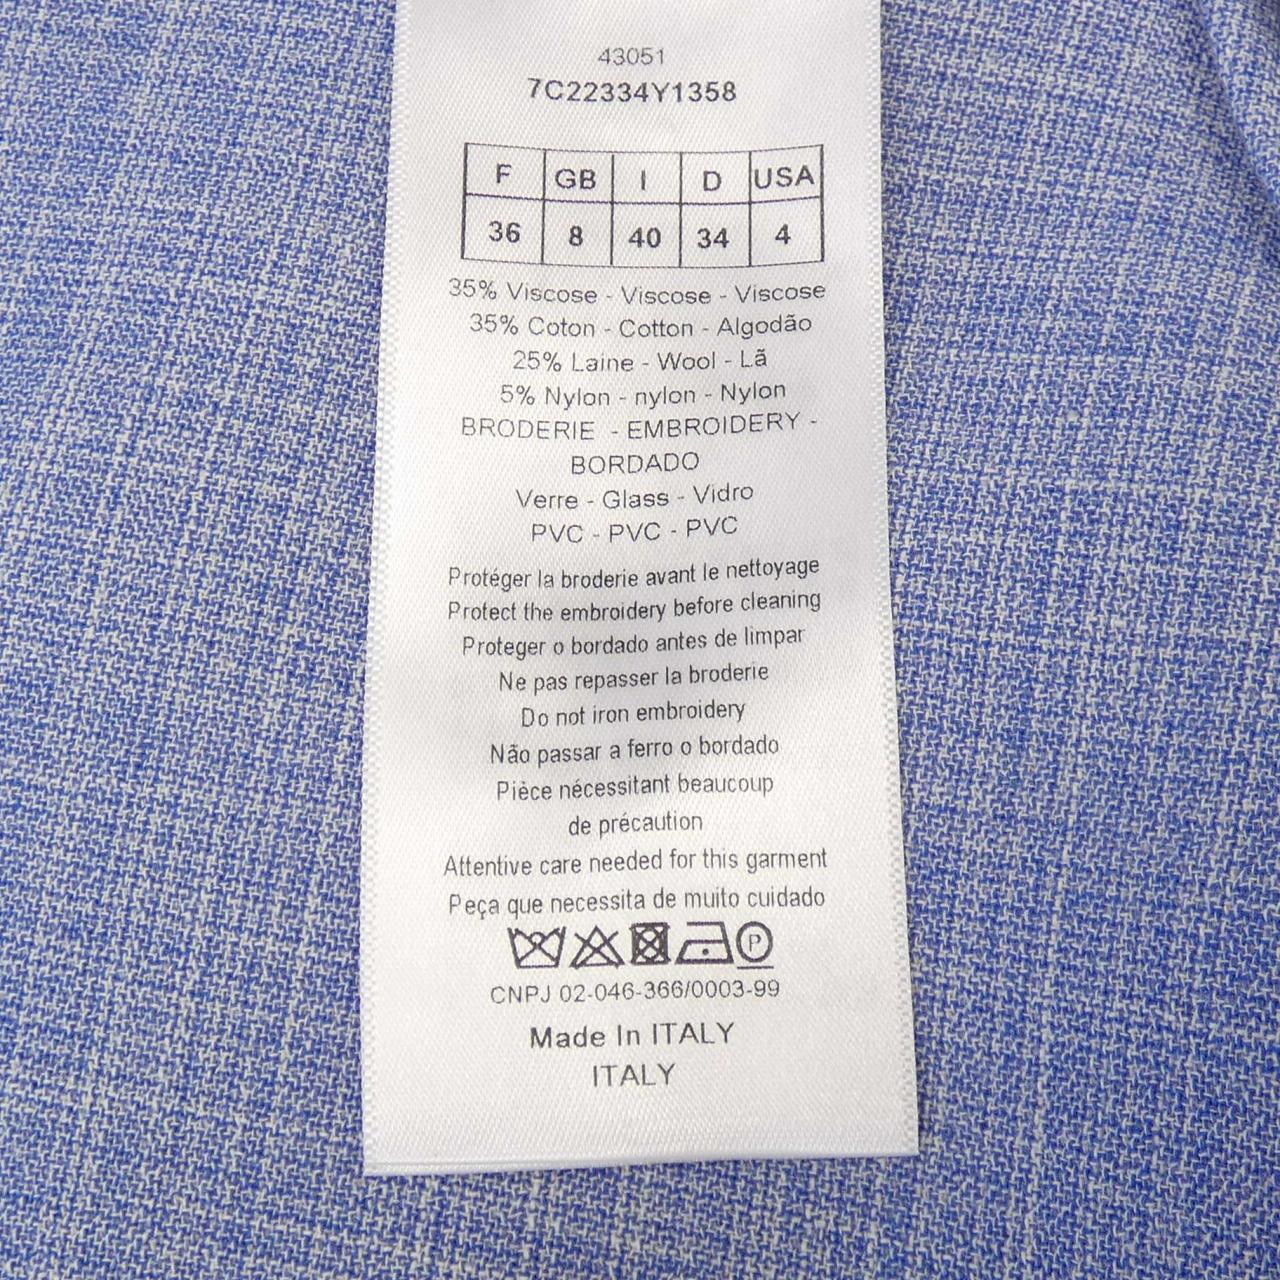 43051
7C22334Y1358
F GB I D USA
36 8 40 34 4
35% Viscose - Viscose - Viscose
35% Coton - Cotton - Algodão
25% Laine - Wool - Lã
5% Nylon - nylon - Nylon
BRODERIE - EMBROIDERY -
BORDADO
Verre - Glass - Vidro
PVC - PVC - PVC
Protéger la broderie avant le nettoyage
Protect the embroidery before cleaning
Proteger o bordado antes de limpar
Ne pas repasser la broderie
Do not iron embroidery
Não passar a ferro o bordado
Pièce nécessitant beaucoup
de précaution
Attentive care needed for this garment
Peça que necessita de muito cuidado
P
CNPJ 02-046-366/0003-99
Made In ITALY
ITALY